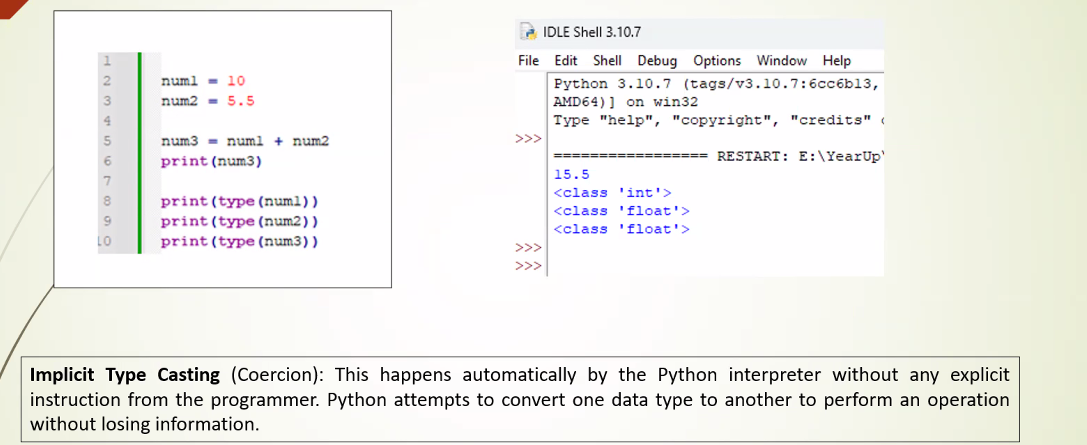 1
2 num1 = 10
3 num2 = 5.5
4
5 num3 = num1 + num2
6 print(num3)
7
8 print(type(num1))
9 print(type(num2))
10 print(type(num3))
IDLE Shell 3.10.7
File Edit Shell Debug Options Window Help
Python 3.10.7 (tags/v3.10.7:6cc6b13,
AMD64)] on win32
Type "help", "copyright", "credits"
>>>
================= RESTART: E:\YearUp
15.5
<class 'int'>
<class 'float'>
<class 'float'>
>>>
>>>
Implicit Type Casting (Coercion): This happens automatically by the Python interpreter without any explicit
instruction from the programmer. Python attempts to convert one data type to another to perform an operation
without losing information.